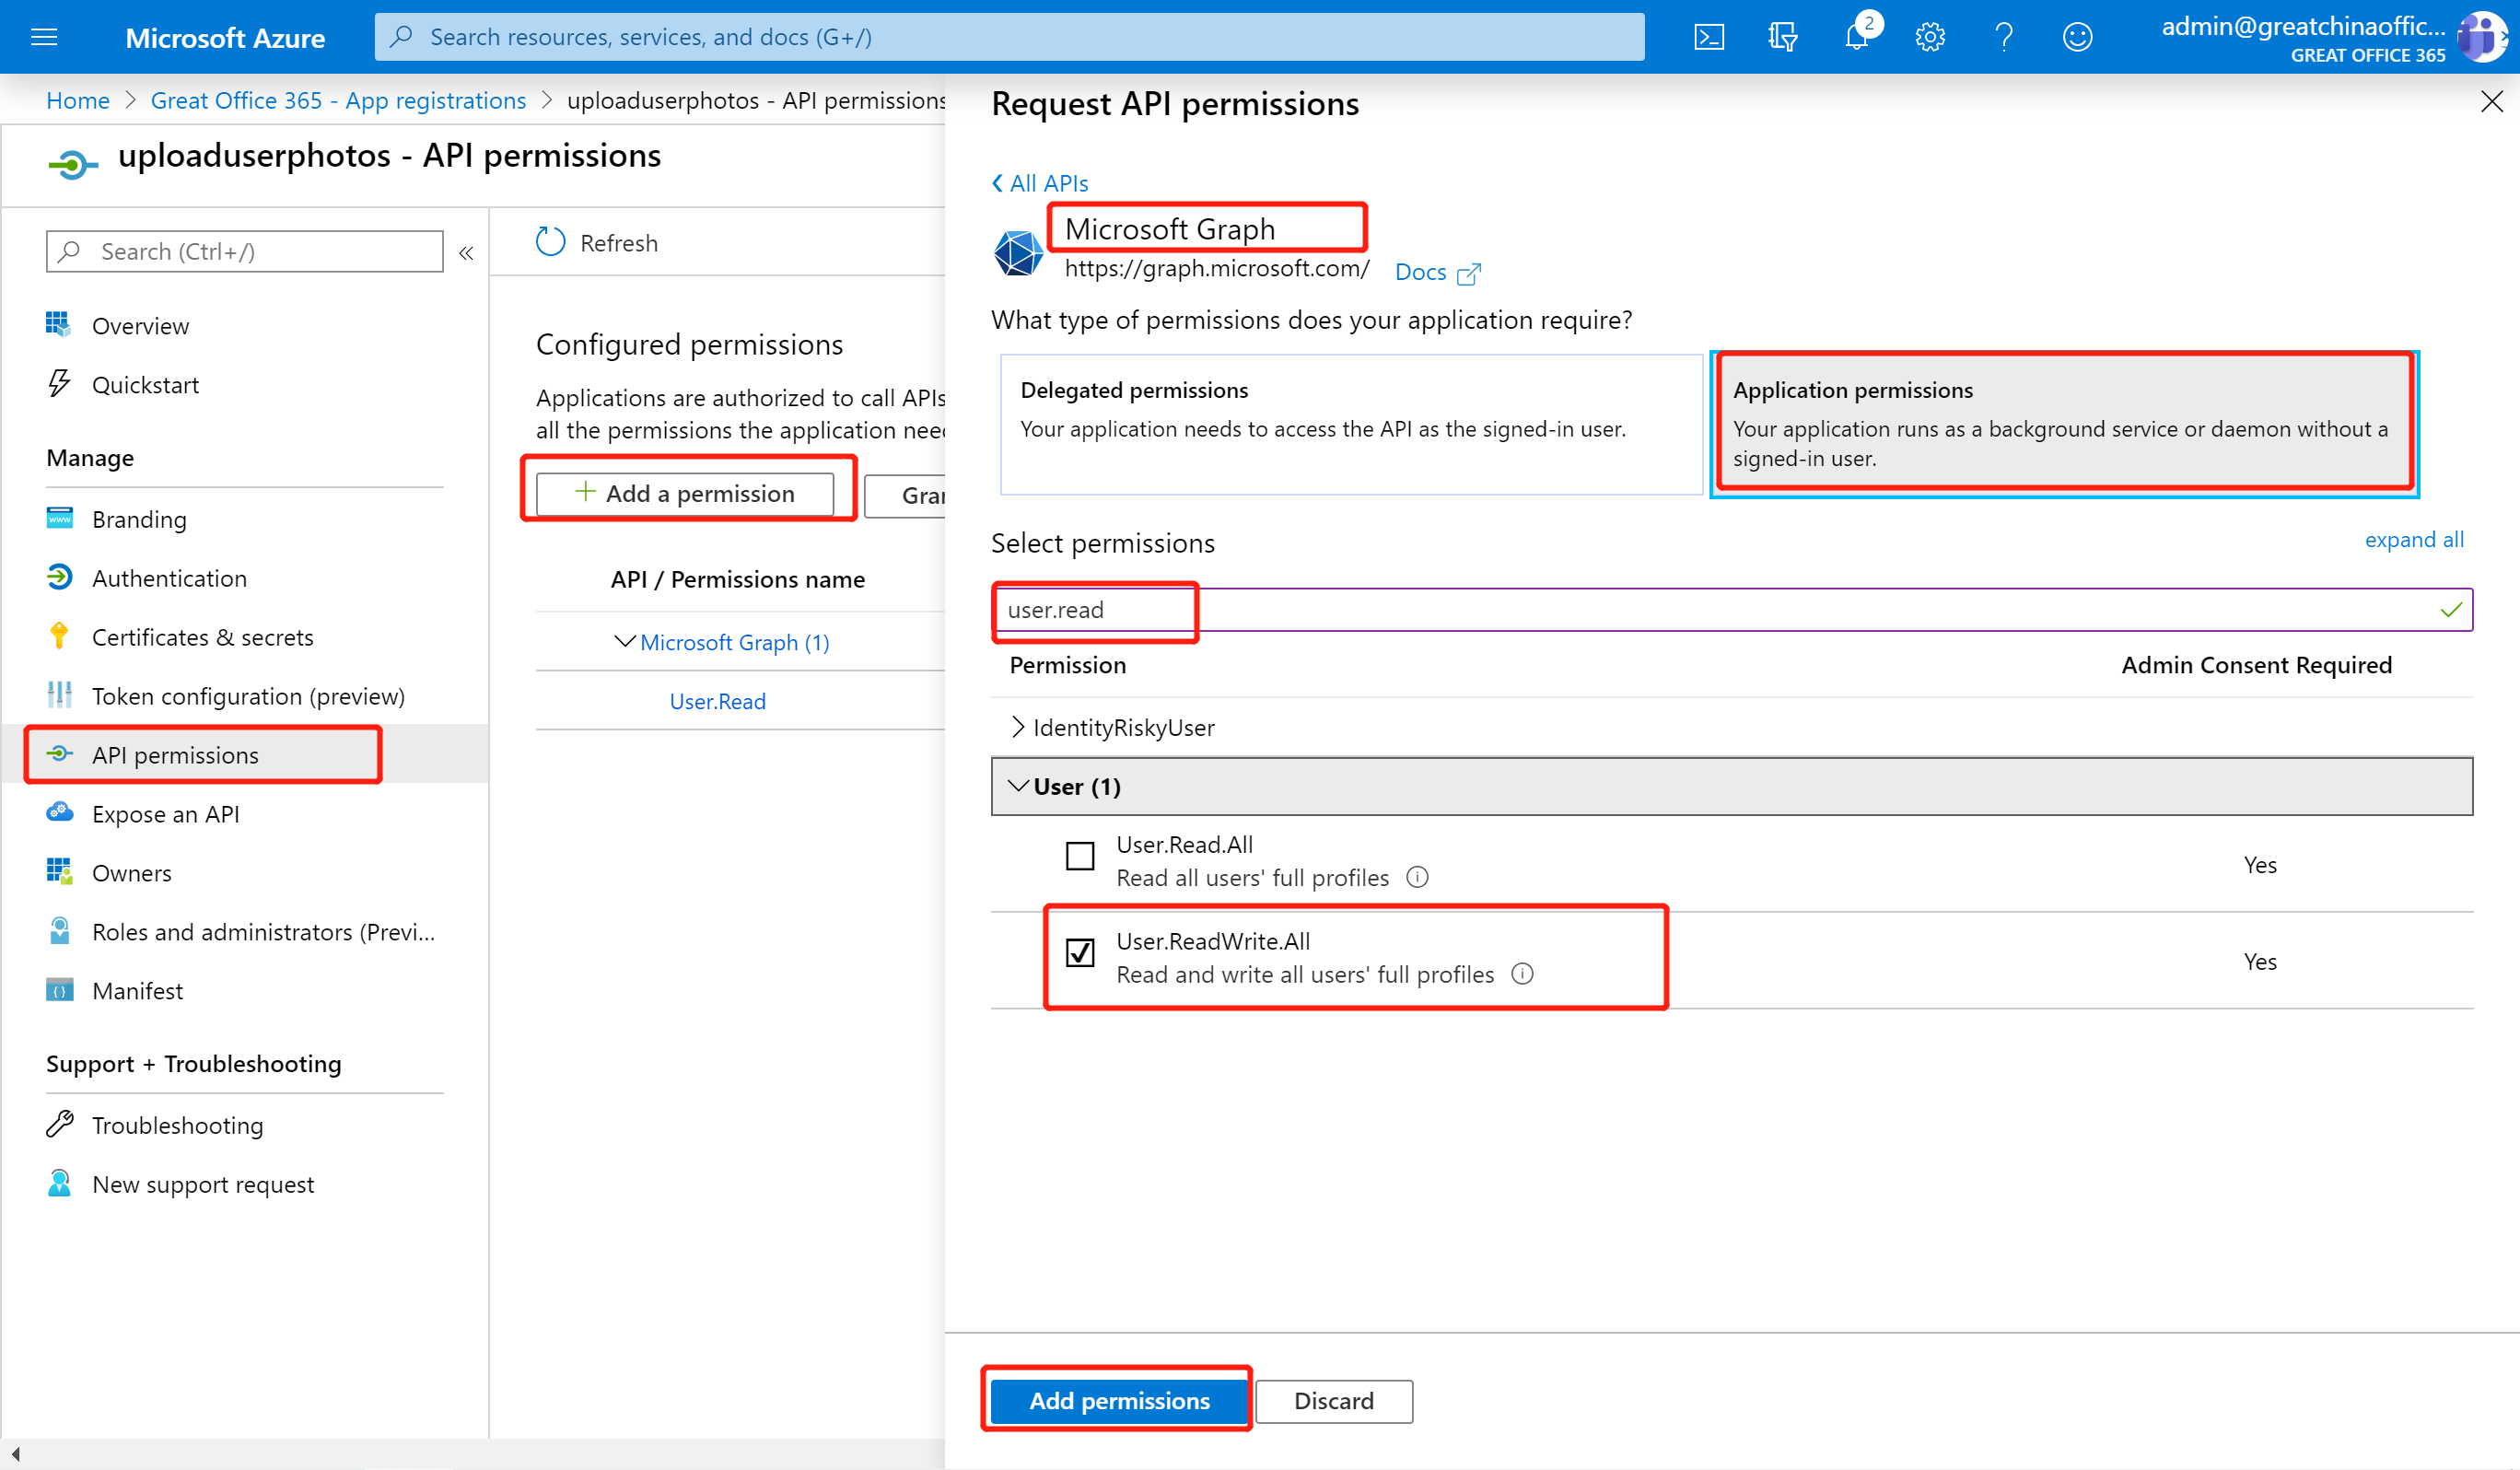 Microsoft Azure
Search resources, services, and docs (G+/)
2
admin@greatchinaoffic...
GREAT OFFICE 365
Home > Great Office 365 - App registrations > uploaduserphotos - API permissions
uploaduserphotos - API permissions
Search (Ctrl+/)
«
Overview
Quickstart
Manage
Branding
Authentication
Certificates & secrets
Token configuration (preview)
API permissions
Expose an API
Owners
Roles and administrators (Previ...
Manifest
Support + Troubleshooting
Troubleshooting
New support request
Refresh
Configured permissions
Applications are authorized to call APIs
all the permissions the application nee
+ Add a permission
Gra
API / Permissions name
Microsoft Graph (1)
User.Read
Request API permissions
All APIs
Microsoft Graph
https://graph.microsoft.com/ Docs
What type of permissions does your application require?
Delegated permissions
Your application needs to access the API as the signed-in user.
Application permissions
Your application runs as a background service or daemon without a
signed-in user.
Select permissions
expand all
user.read
Permission
Admin Consent Required
IdentityRiskyUser
User (1)
User.Read.All
Read all users' full profiles
Yes
User.ReadWrite.All
Read and write all users' full profiles
Yes
Add permissions
Discard